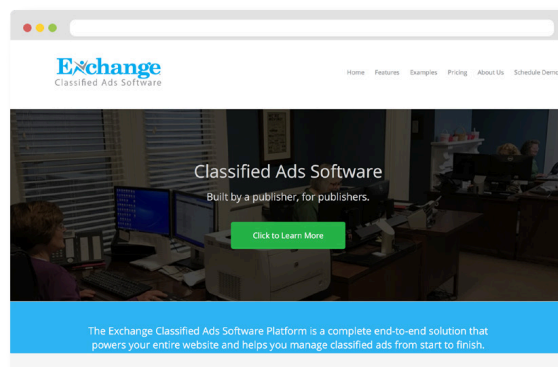 Exchange
Classified Ads Software
Home Features Examples Pricing About Us Schedule Demo
Classified Ads Software
Built by a publisher, for publishers.
Click to Learn More
The Exchange Classified Ads Software Platform is a complete end-to-end solution that
powers your entire website and helps you manage classified ads from start to finish.